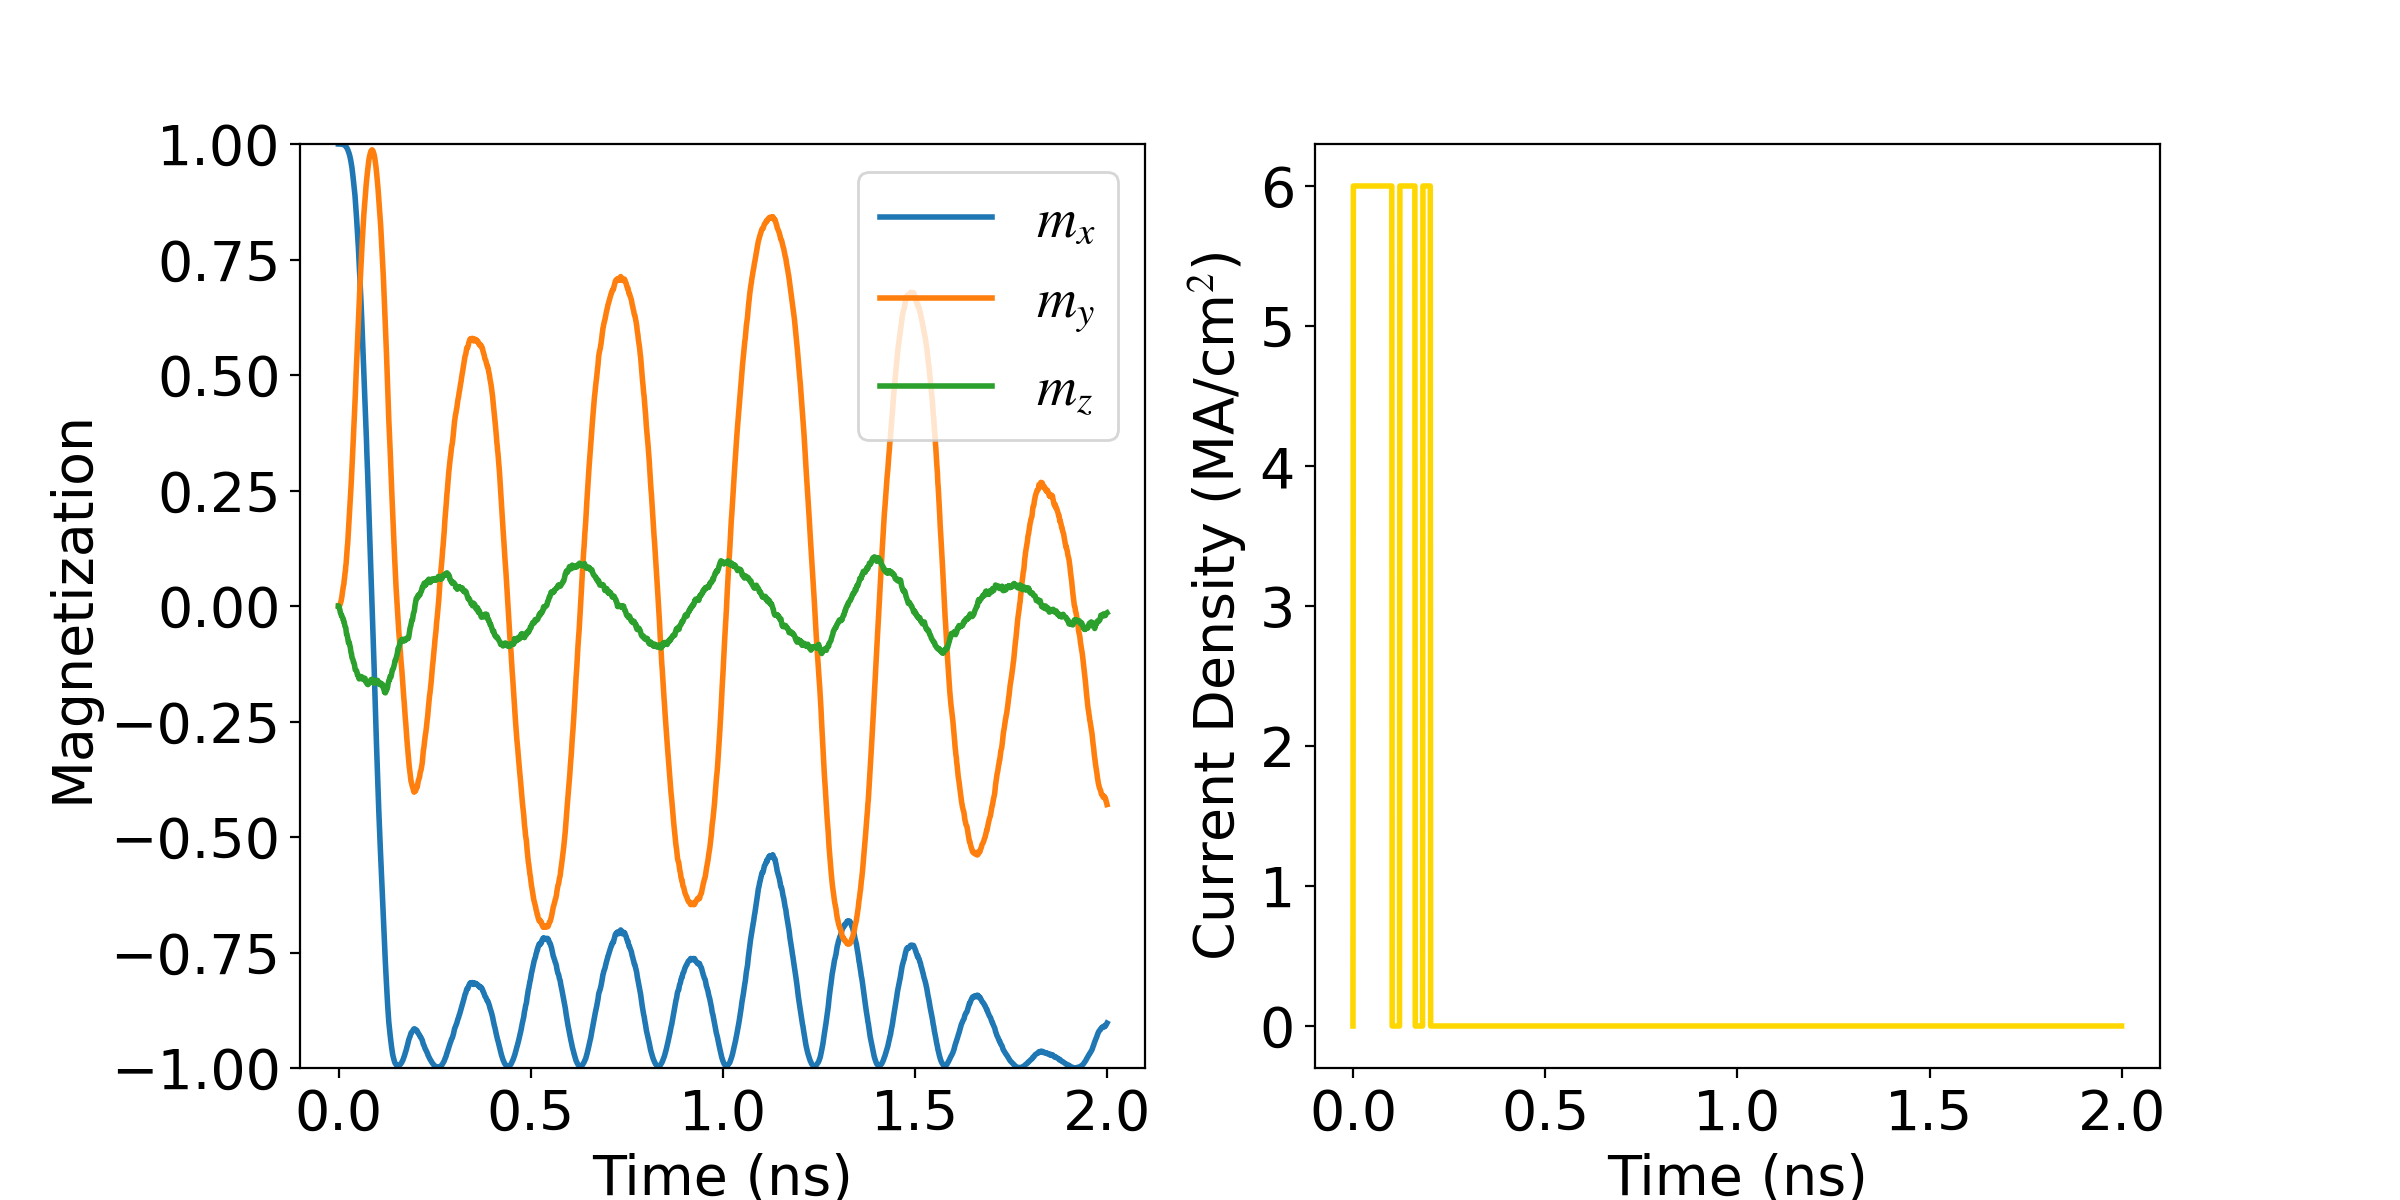 Magnetization
1.00
0.75
0.50
0.25
0.00
−0.25
−0.50
−0.75
−1.00
0.0 0.5 1.0 1.5 2.0
Time (ns)
m_x
m_y
m_z
Current Density (MA/cm²)
6
5
4
3
2
1
0
0.0 0.5 1.0 1.5 2.0
Time (ns)